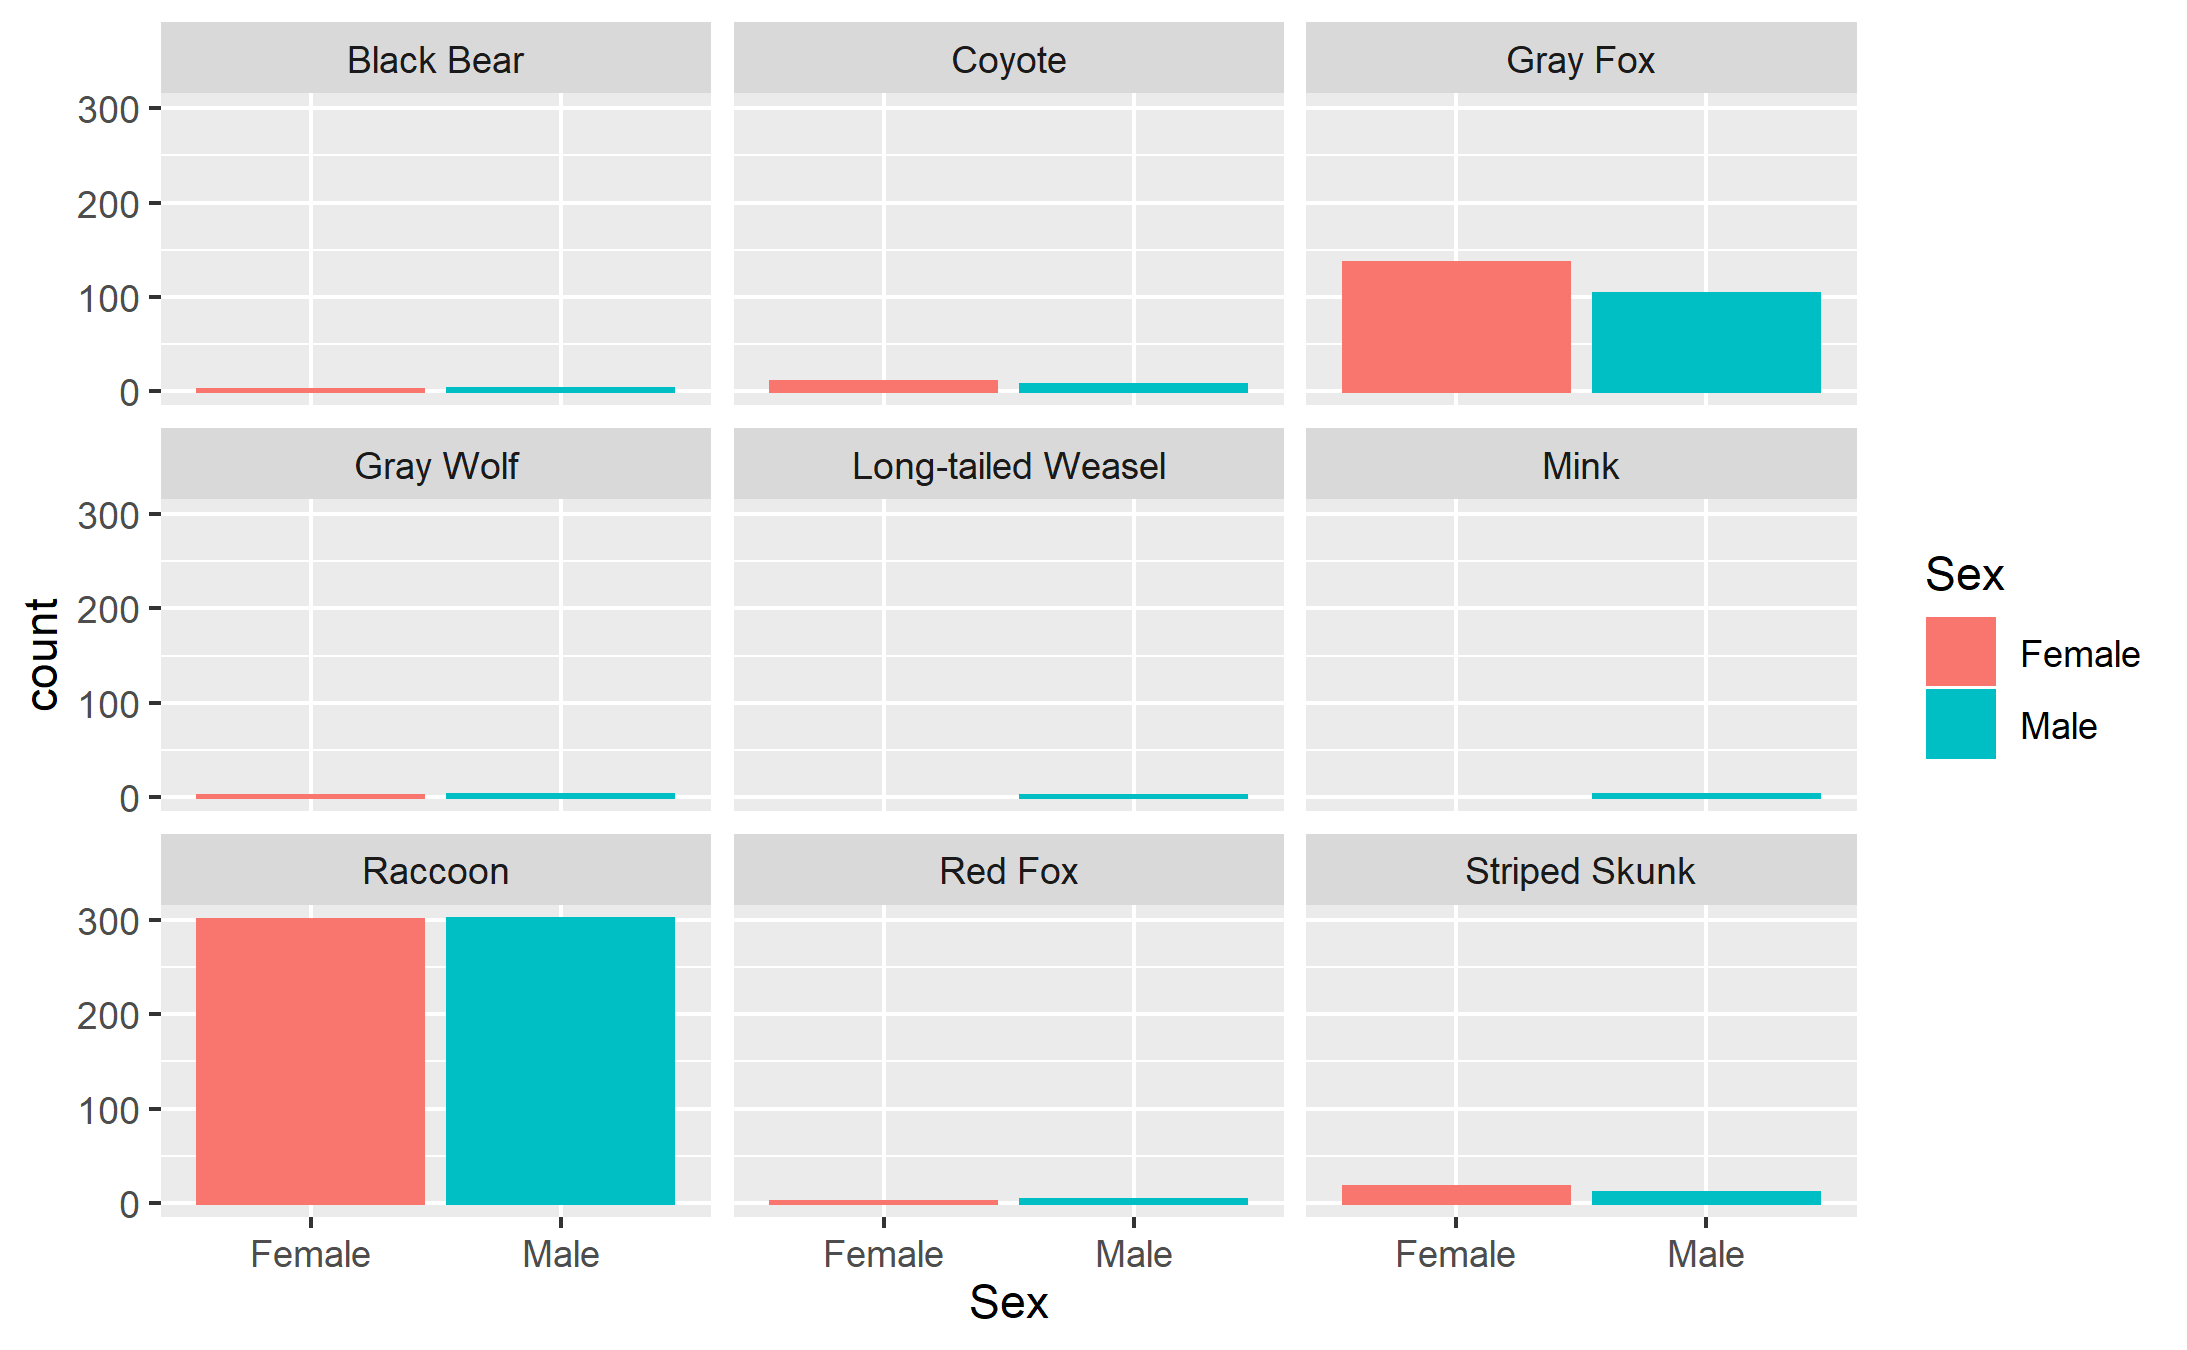 Black Bear
Coyote
Gray Fox
300
200
100
0
Gray Wolf
Long-tailed Weasel
Mink
300
200
100
0
Raccoon
Red Fox
Striped Skunk
300
200
100
0
Female
Male
Female
Male
Female
Male
Sex
count
Sex
Female
Male